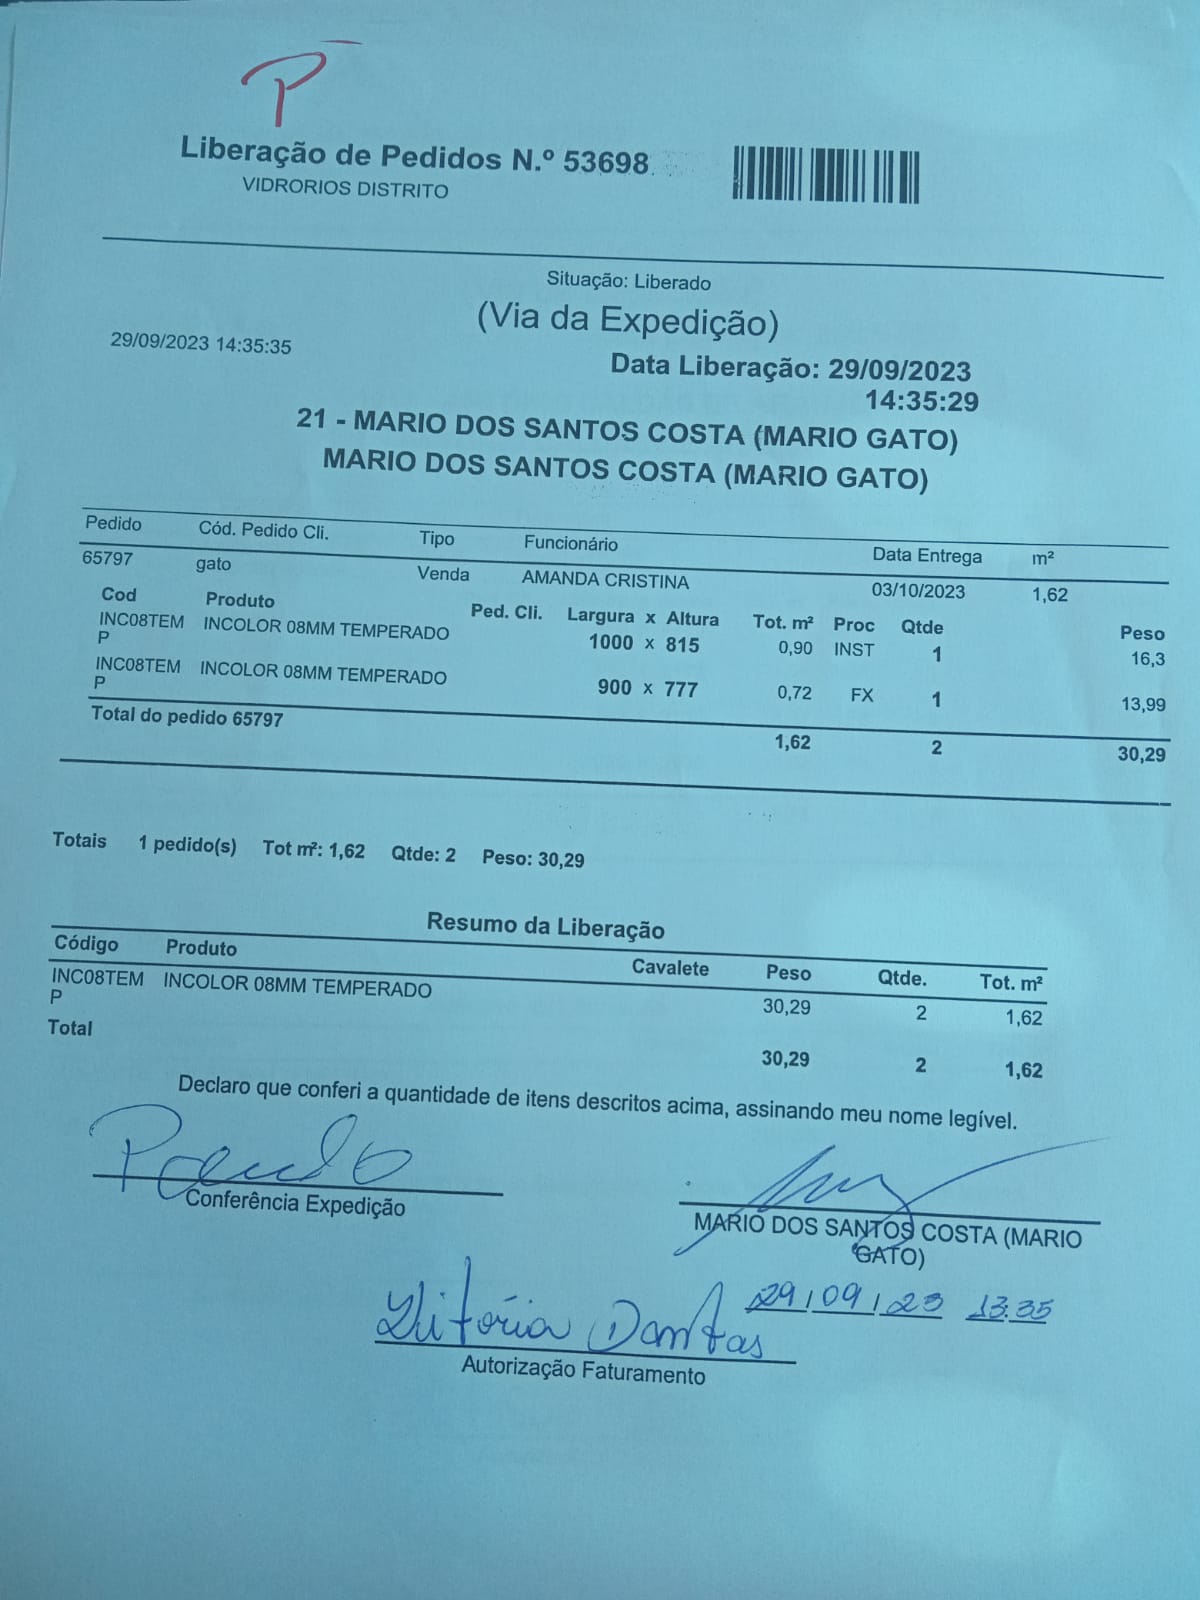 P
Liberação de Pedidos N.º 53698
VIDRORIOS DISTRITO
Situação: Liberado
(Via da Expedição)
29/09/2023 14:35:35
Data Liberação: 29/09/2023
14:35:29
21 - MARIO DOS SANTOS COSTA (MARIO GATO)
MARIO DOS SANTOS COSTA (MARIO GATO)
Pedido Cód. Pedido Cli. Tipo Funcionário Data Entrega m²
65797 gato Venda AMANDA CRISTINA 03/10/2023 1,62
Cod Produto Ped. Cli. Largura x Altura Tot. m² Proc Qtde Peso
INC08TEM INCOLOR 08MM TEMPERADO 1000 x 815 0,90 INST 1 16,3
P
INC08TEM INCOLOR 08MM TEMPERADO 900 x 777 0,72 FX 1 13,99
P
Total do pedido 65797 1,62 2 30,29
Totais 1 pedido(s) Tot m²: 1,62 Qtde: 2 Peso: 30,29
Resumo da Liberação
Código Produto Cavalete Peso Qtde. Tot. m²
INC08TEM INCOLOR 08MM TEMPERADO 30,29 2 1,62
P
Total 30,29 2 1,62
Declaro que conferi a quantidade de itens descritos acima, assinando meu nome legível.
Conferência Expedição
MARIO DOS SANTOS COSTA (MARIO
GATO)
29/09/23 13:35
Vitória Dantas
Autorização Faturamento